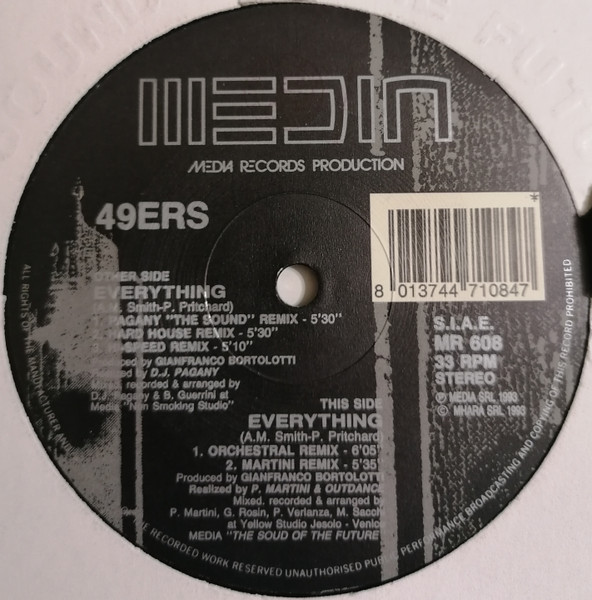 MEDIA
MEDIA RECORDS PRODUCTION
49ERS
8 013744 710847
*
S.I.A.E.
MR 608
33 RPM
STEREO
Ⓟ MEDIA SRL 1993
© MHARA SRL 1993
OTHER SIDE
EVERYTHING
(A.M. Smith-P. Pritchard)
PAGANY "THE SOUND" REMIX - 5'30"
HARD HOUSE REMIX - 5'30"
SPEED REMIX - 5'10"
by GIANFRANCO BORTOLOTTI
by D.J. PAGANY
Mixed, recorded & arranged by
D.J. Pagany & B. Guerrini at
Media "Non Smoking Studio"
THIS SIDE
EVERYTHING
(A.M. Smith-P. Pritchard)
1. ORCHESTRAL REMIX - 6'05"
2. MARTINI REMIX - 5'35"
Produced by GIANFRANCO BORTOLOTTI
Realized by P. MARTINI & OUTDANCE
Mixed. recorded & arranged by
P. Martini, G. Rosin, P. Verlanza, M. Sacchi
at Yellow Studio Jesolo - Venice
MEDIA "THE SOUD OF THE FUTURE"
ALL RIGHTS OF THE MANUFACTURER AND THE RECORDED WORK RESERVED UNAUTHORISED PUBLIC PERFORMANCE BROADCASTING AND COPYING OF THIS RECORD PROHIBITED